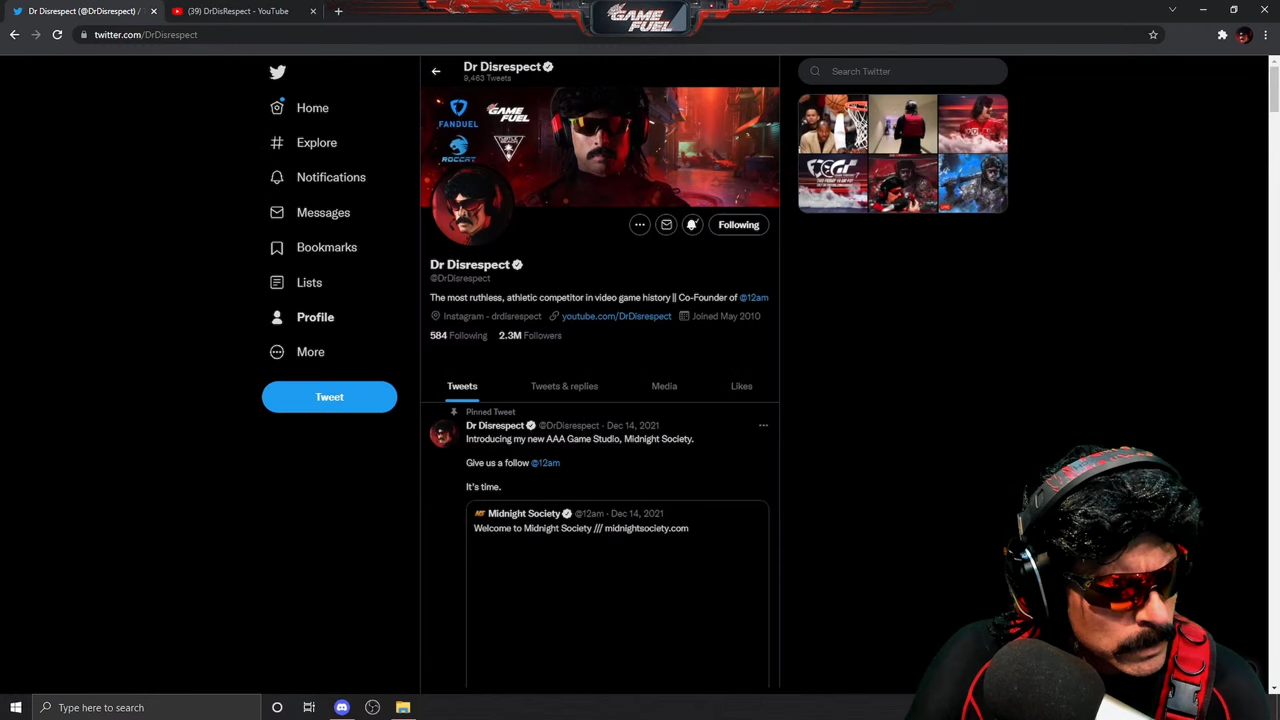 Dr Disrespect (@DrDisrespect) /
(39) DrDisRespect - YouTube
GAME
FUEL
twitter.com/DrDisrespect
Home
Explore
Notifications
Messages
Bookmarks
Lists
Profile
More
Tweet
Dr Disrespect
9,463 Tweets
FANDUEL
GAME
FUEL
ROCCAT
TURTLE
BEACH
Following
Dr Disrespect
@DrDisrespect
The most ruthless, athletic competitor in video game history || Co-Founder of @12am
Instagram - drdisrespect youtube.com/DrDisrespect Joined May 2010
584 Following 2.3M Followers
Tweets Tweets & replies Media Likes
Pinned Tweet
Dr Disrespect @DrDisrespect · Dec 14, 2021
Introducing my new AAA Game Studio, Midnight Society.
Give us a follow @12am
It's time.
Midnight Society @12am · Dec 14, 2021
Welcome to Midnight Society /// midnightsociety.com
Search Twitter
LIVE
Type here to search